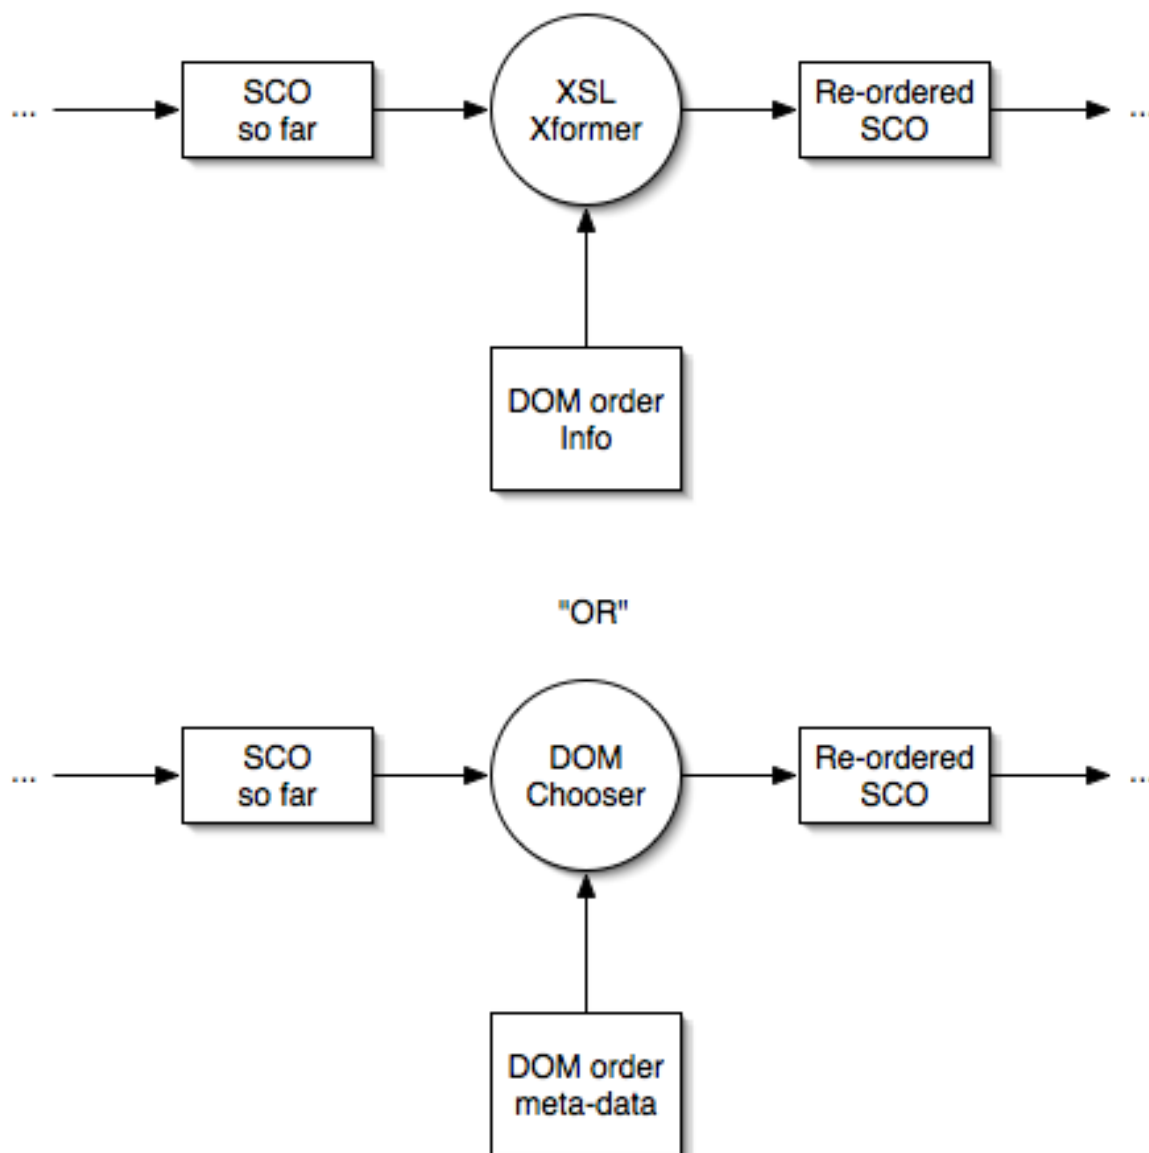 ...
SCO
so far
XSL
Xformer
Re-ordered
SCO
...
DOM order
Info
"OR"
...
SCO
so far
DOM
Chooser
Re-ordered
SCO
...
DOM order
meta-data